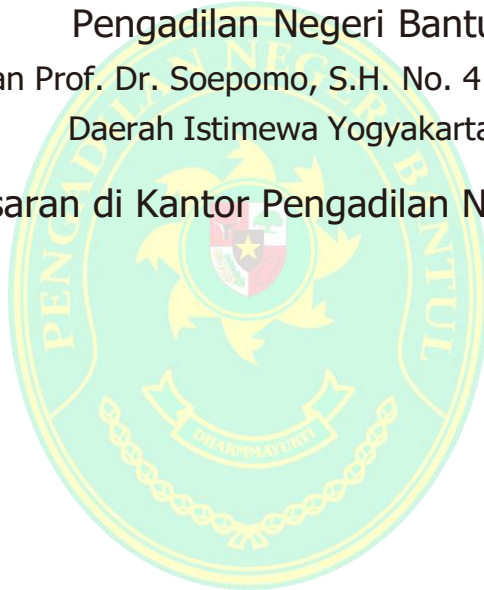 Pengadilan Negeri Bantu
an Prof. Dr. Soepomo, S.H. No. 4
Daerah Istimewa Yogyakarta
saran di Kantor Pengadilan N
PENGADILAN NEGERI BANTUL
DHARMMAYUKTI